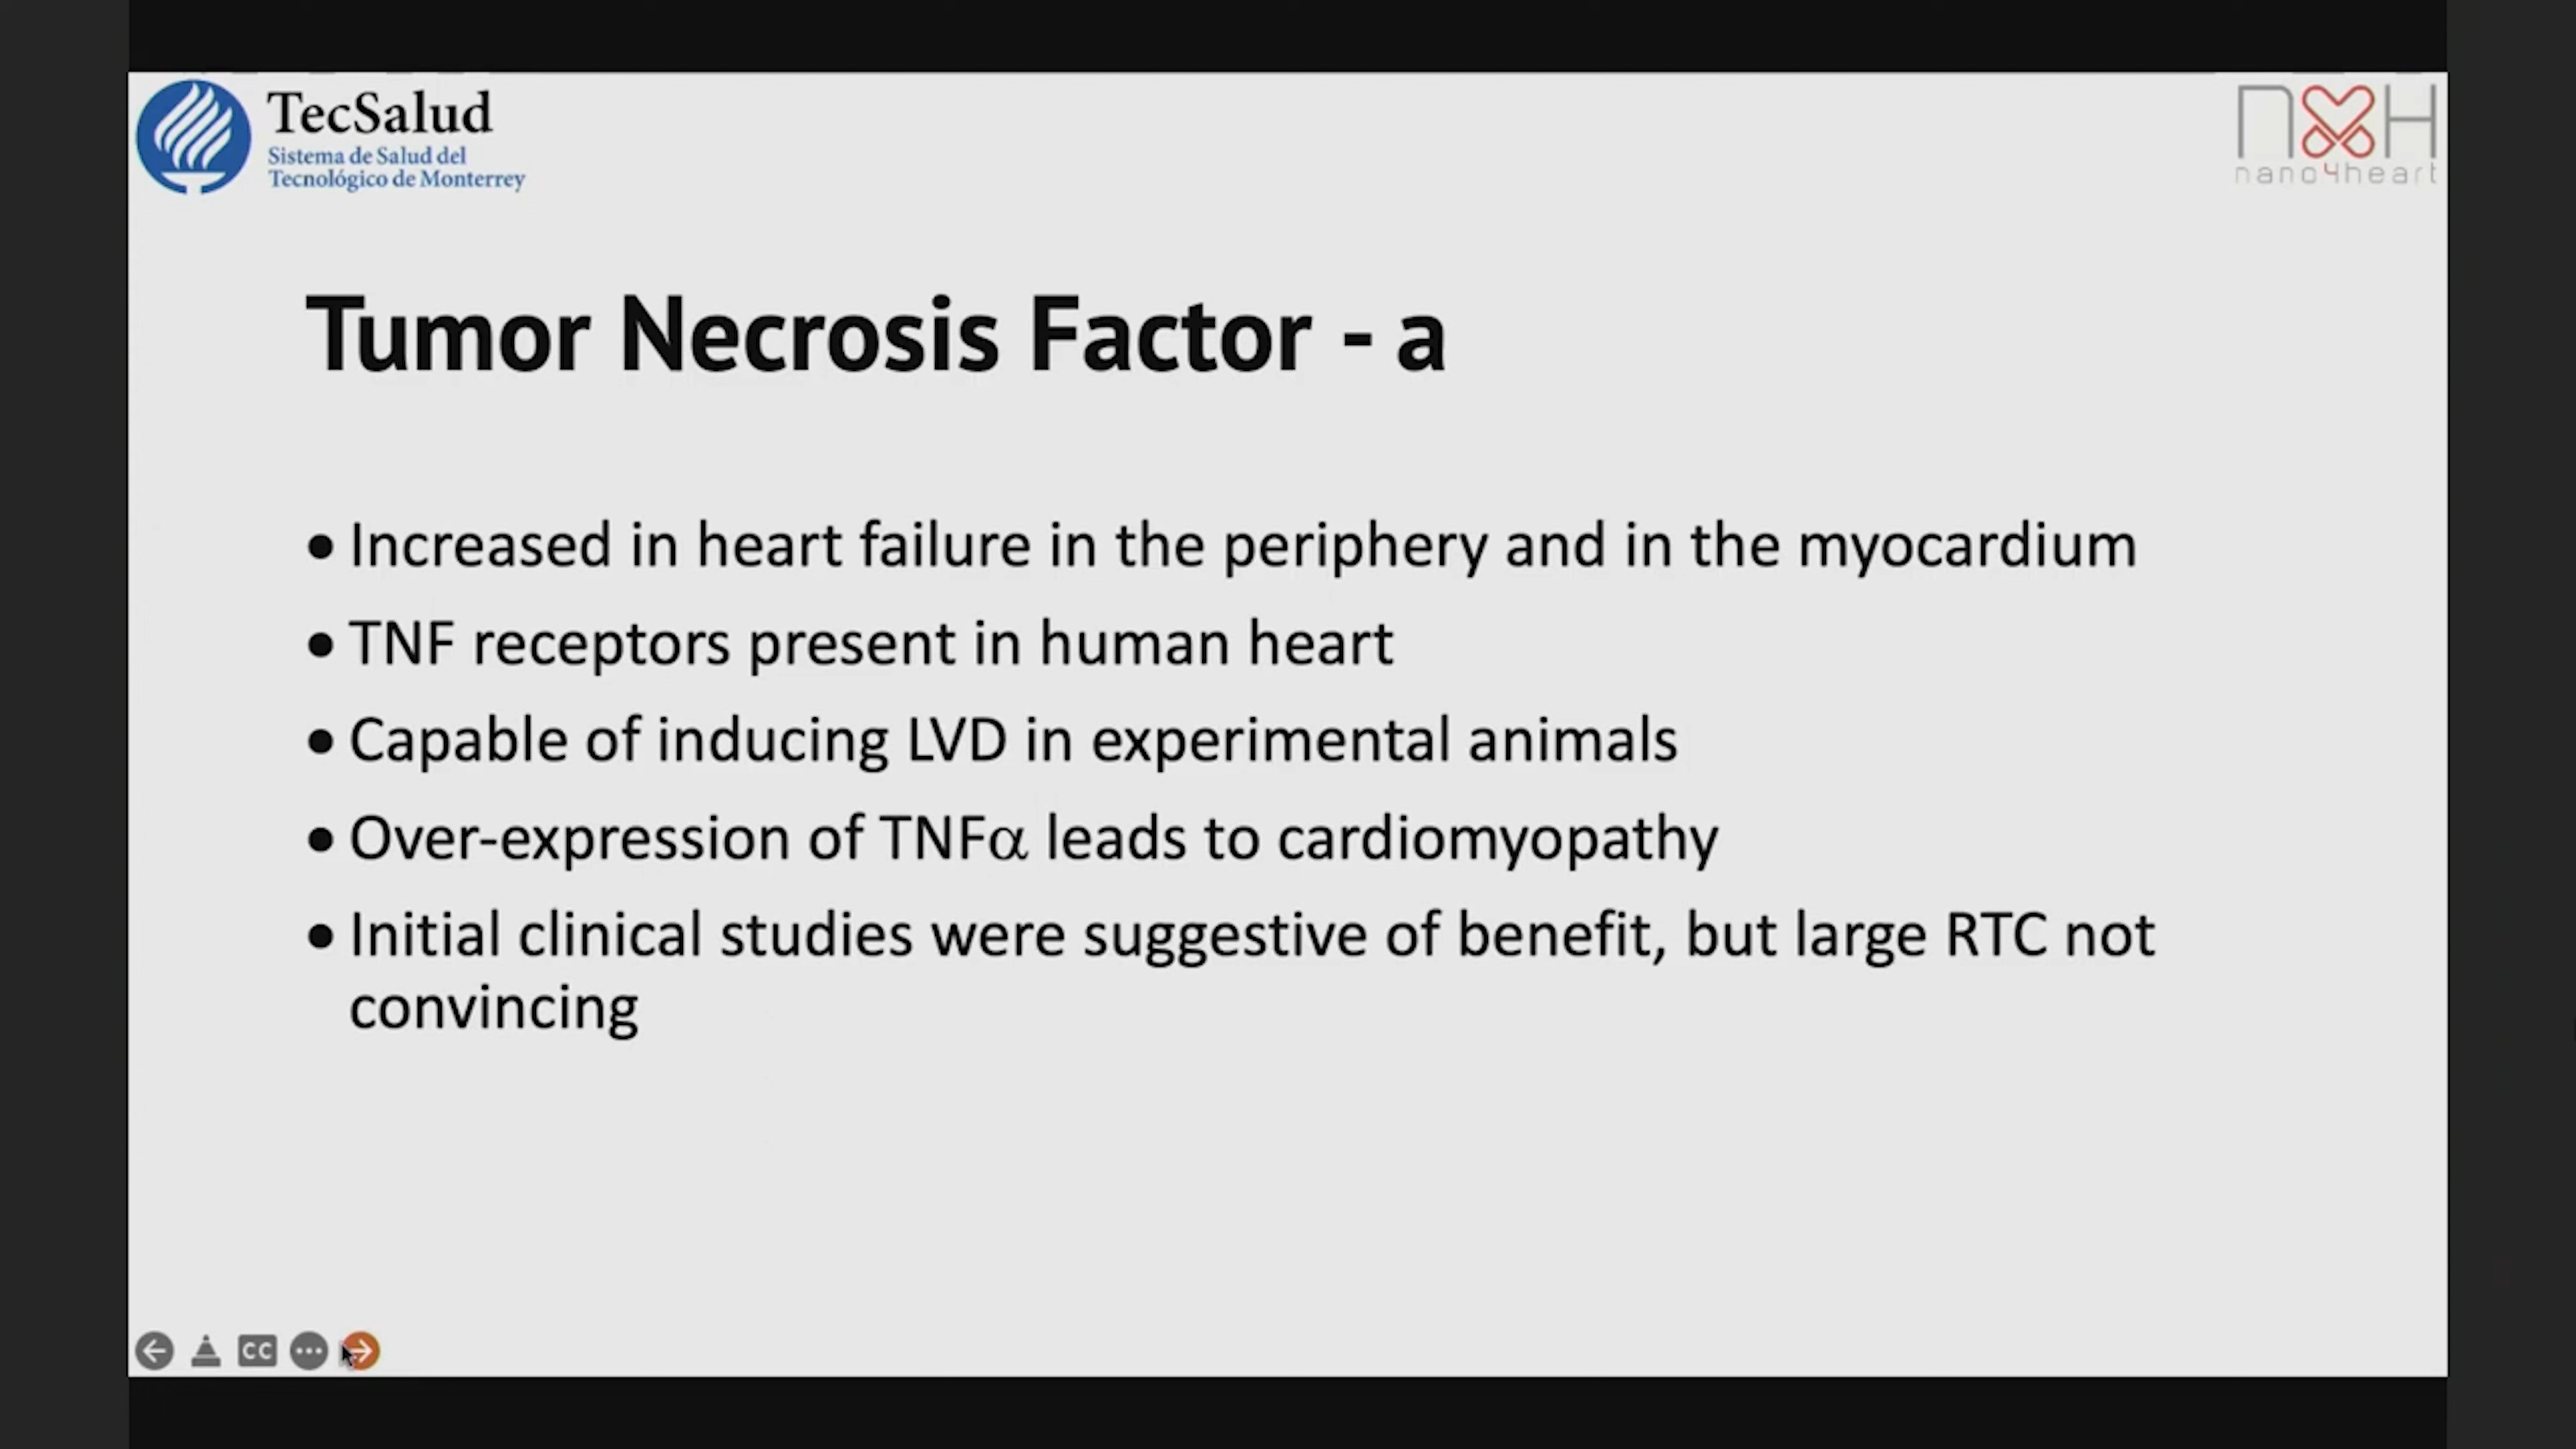 TecSalud
Sistema de Salud del
Tecnológico de Monterrey
nano4heart
Tumor Necrosis Factor - a
• Increased in heart failure in the periphery and in the myocardium
• TNF receptors present in human heart
• Capable of inducing LVD in experimental animals
• Over-expression of TNFα leads to cardiomyopathy
• Initial clinical studies were suggestive of benefit, but large RTC not
convincing
CC